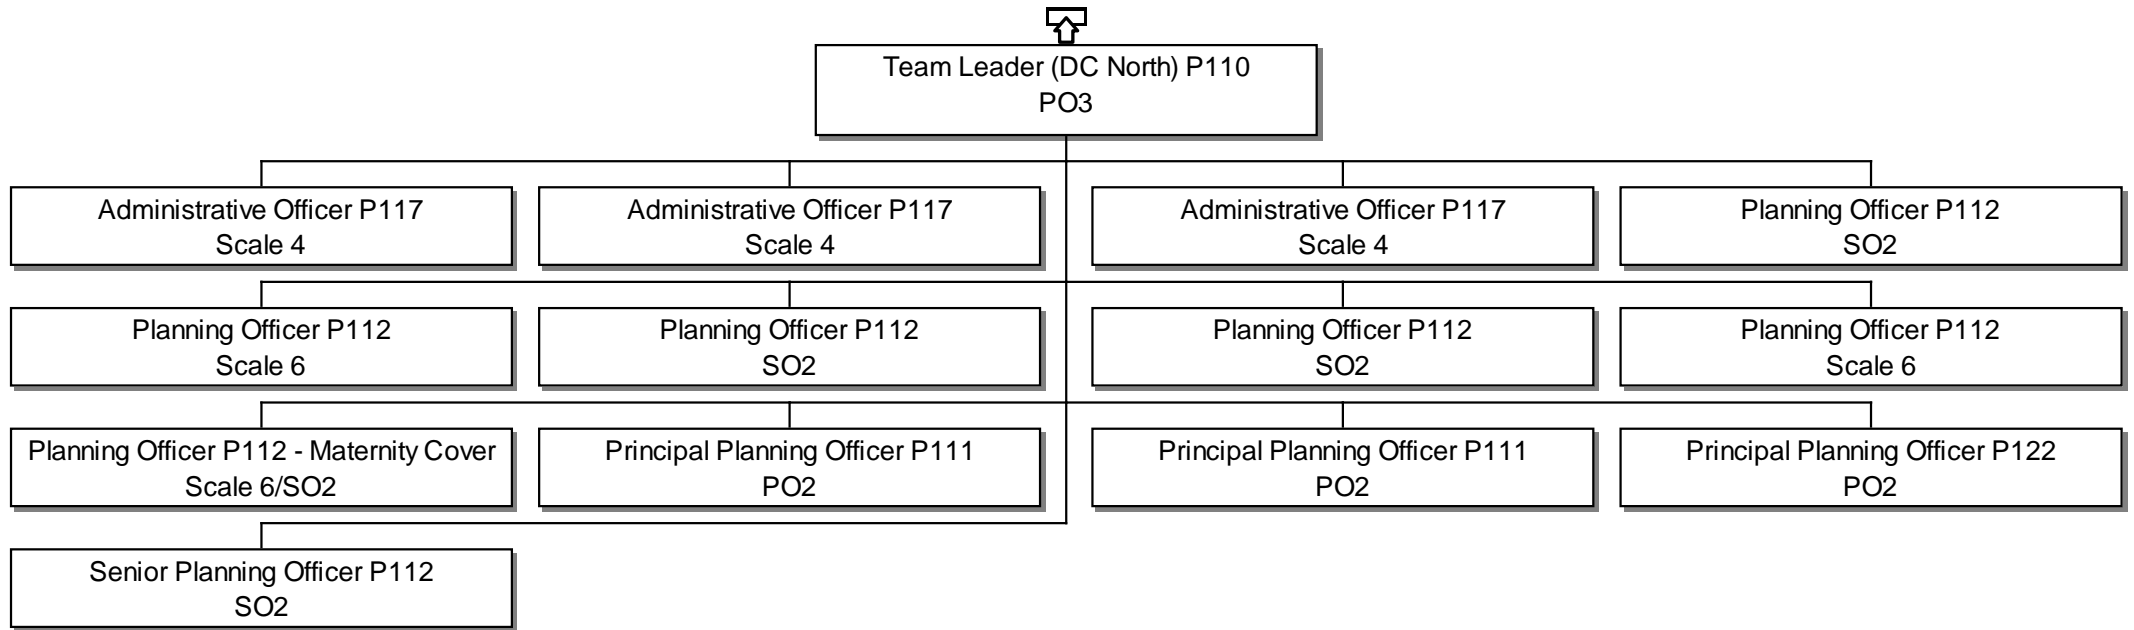 Team Leader (DC North) P110
PO3
Administrative Officer P117
Scale 4
Administrative Officer P117
Scale 4
Administrative Officer P117
Scale 4
Planning Officer P112
SO2
Planning Officer P112
Scale 6
Planning Officer P112
SO2
Planning Officer P112
SO2
Planning Officer P112
Scale 6
Planning Officer P112 - Maternity Cover
Scale 6/SO2
Principal Planning Officer P111
PO2
Principal Planning Officer P111
PO2
Principal Planning Officer P122
PO2
Senior Planning Officer P112
SO2